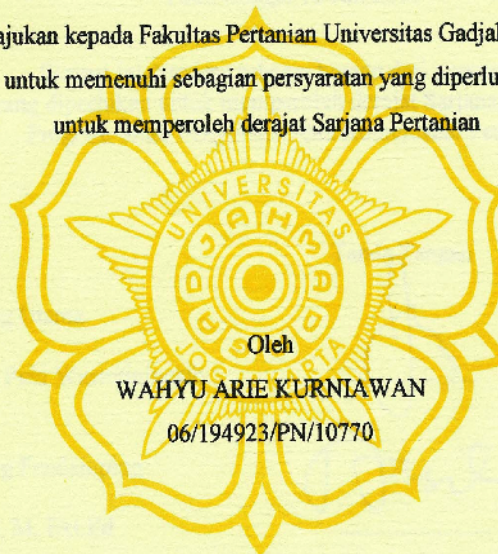 ajukan kepada Fakultas Pertanian Universitas Gadjah
untuk memenuhi sebagian persyaratan yang diperlu
untuk memperoleh derajat Sarjana Pertanian
UNIVERSITAS
GADJAH MADA
JOGJAKARTA
Oleh
WAHYU ARIE KURNIAWAN
06/194923/PN/10770